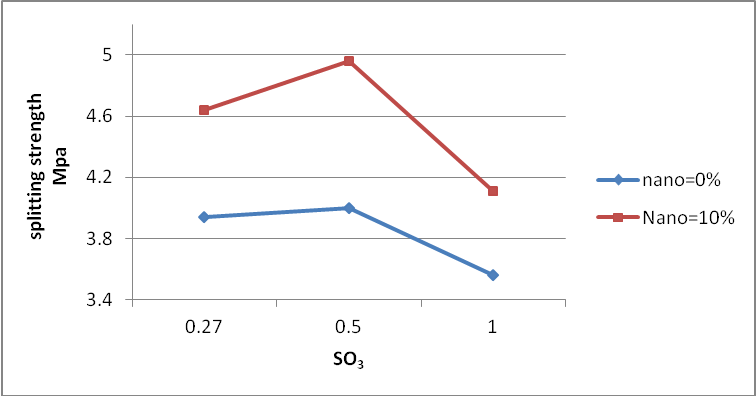 splitting strength
Mpa
5
4.6
4.2
3.8
3.4
0.27 0.5 1
SO₃
nano=0%
Nano=10%